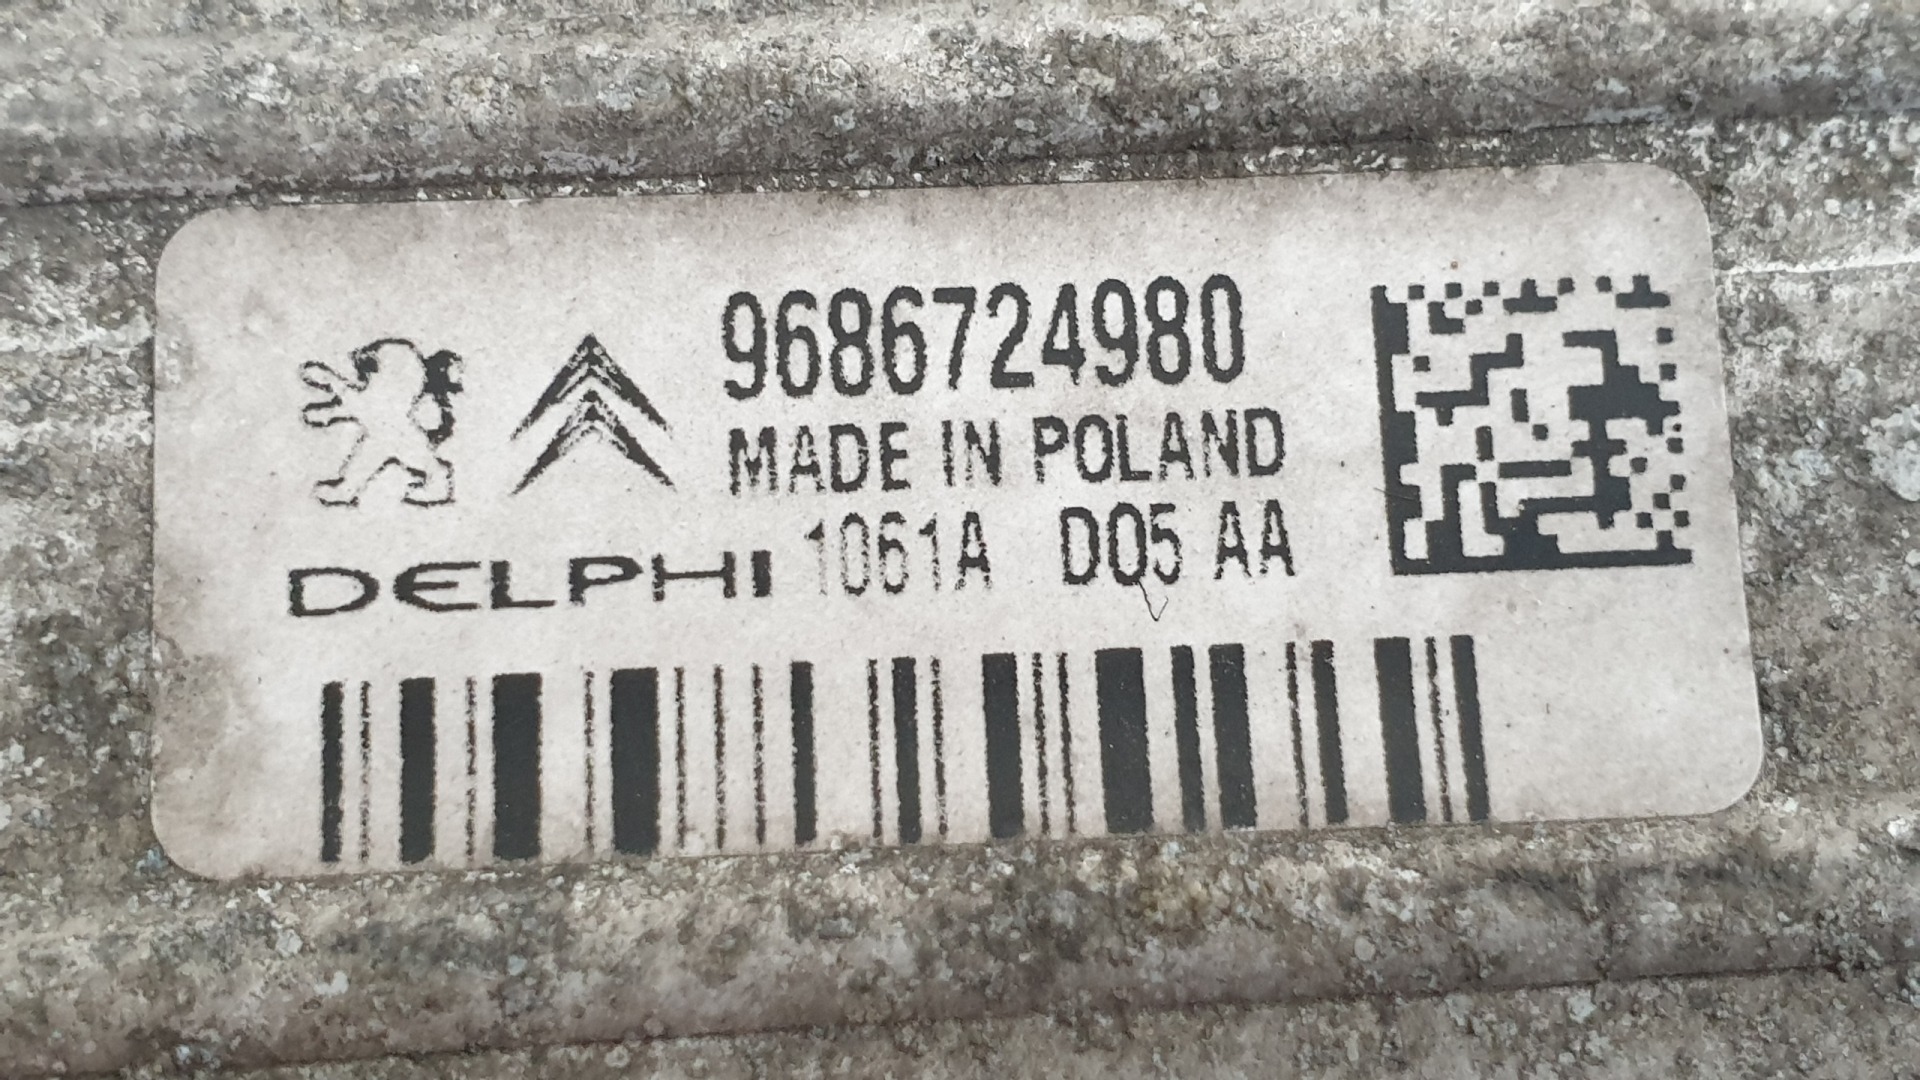 9686724980
MADE IN POLAND
DELPHI 1061A D05 AA